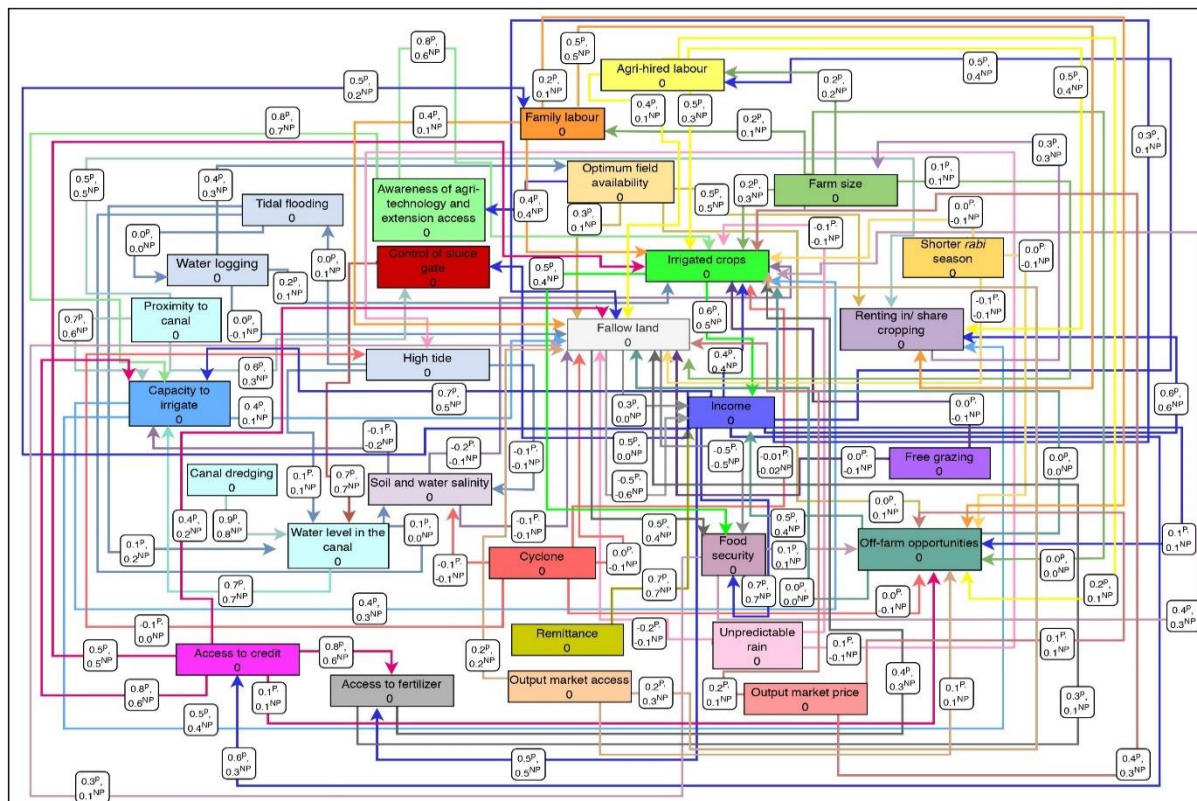 0.8ᵖ,
0.6ᴺᴾ
0.5ᵖ,
0.5ᴺᴾ
Agri-hired labour
0
0.5ᵖ,
0.4ᴺᴾ
0.5ᵖ,
0.2ᴺᴾ
0.2ᵖ,
0.1ᴺᴾ
0.2ᵖ,
0.2ᴺᴾ
0.5ᵖ,
0.4ᴺᴾ
0.8ᵖ,
0.7ᴺᴾ
0.4ᵖ,
0.1ᴺᴾ
Family labour
0
0.4ᵖ,
0.1ᴺᴾ
0.5ᵖ,
0.3ᴺᴾ
0.2ᵖ,
0.1ᴺᴾ
0.3ᵖ,
0.3ᴺᴾ
0.3ᵖ,
0.1ᴺᴾ
0.5ᵖ,
0.5ᴺᴾ
0.4ᵖ,
0.3ᴺᴾ
Awareness of agri-
technology and
extension access
0
Optimum field
availability
0
Farm size
0
0.1ᵖ,
0.1ᴺᴾ
Tidal flooding
0
0.4ᵖ,
0.4ᴺᴾ
0.3ᵖ,
0.1ᴺᴾ
0.5ᵖ,
0.5ᴺᴾ
0.2ᵖ,
0.3ᴺᴾ
-0.1ᵖ,
-0.1ᴺᴾ
0.0ᵖ,
-0.1ᴺᴾ
Shorter rabi
season
0
0.0ᵖ,
-0.1ᴺᴾ
0.0ᵖ,
0.0ᴺᴾ
Water logging
0
0.2ᵖ,
0.1ᴺᴾ
0.0ᵖ,
0.1ᴺᴾ
Control of sluice
gate
0
0.5ᵖ,
0.4ᴺᴾ
Irrigated crops
0
Proximity to
canal
0
0.0ᵖ,
-0.1ᴺᴾ
0.6ᵖ,
0.5ᴺᴾ
-0.1ᵖ,
-0.1ᴺᴾ
Renting in/ share
cropping
0
0.7ᵖ,
0.6ᴺᴾ
0.6ᵖ,
0.3ᴺᴾ
High tide
0
Fallow land
0
0.4ᵖ,
0.4ᴺᴾ
Capacity to
irrigate
0
0.4ᵖ,
0.1ᴺᴾ
0.7ᵖ,
0.5ᴺᴾ
0.3ᵖ,
0.0ᴺᴾ
Income
0
0.0ᵖ,
-0.1ᴺᴾ
0.6ᵖ,
0.6ᴺᴾ
-0.1ᵖ,
-0.2ᴺᴾ
-0.2ᵖ,
-0.1ᴺᴾ
-0.1ᵖ,
-0.1ᴺᴾ
0.5ᵖ,
0.0ᴺᴾ
-0.5ᵖ,
-0.5ᴺᴾ
-0.01ᵖ,
-0.02ᴺᴾ
0.0ᵖ,
-0.1ᴺᴾ
Free grazing
0
0.0ᵖ,
0.0ᴺᴾ
Canal dredging
0
0.1ᵖ,
0.1ᴺᴾ
0.7ᵖ,
0.7ᴺᴾ
Soil and water salinity
0
-0.5ᵖ,
-0.6ᴺᴾ
0.0ᵖ,
0.1ᴺᴾ
0.4ᵖ,
0.2ᴺᴾ
0.9ᵖ,
0.8ᴺᴾ
Water level in the
canal
0
0.1ᵖ,
0.0ᴺᴾ
-0.1ᵖ,
-0.1ᴺᴾ
0.5ᵖ,
0.4ᴺᴾ
0.5ᵖ,
0.4ᴺᴾ
0.1ᵖ,
0.2ᴺᴾ
Cyclone
0
0.0ᵖ,
-0.1ᴺᴾ
Food
security
0
0.1ᵖ,
0.1ᴺᴾ
Off-farm opportunities
0
0.1ᵖ,
0.1ᴺᴾ
-0.1ᵖ,
-0.1ᴺᴾ
0.0ᵖ,
0.0ᴺᴾ
0.7ᵖ,
0.7ᴺᴾ
0.7ᵖ,
0.7ᴺᴾ
0.7ᵖ,
0.7ᴺᴾ
0.0ᵖ,
0.0ᴺᴾ
0.0ᵖ,
-0.1ᴺᴾ
0.2ᵖ,
0.1ᴺᴾ
-0.1ᵖ,
0.0ᴺᴾ
0.4ᵖ,
0.3ᴺᴾ
0.4ᵖ,
0.3ᴺᴾ
Remittance
0
-0.2ᵖ,
-0.1ᴺᴾ
Unpredictable
rain
0
0.1ᵖ,
-0.1ᴺᴾ
0.1ᵖ,
0.1ᴺᴾ
0.5ᵖ,
0.5ᴺᴾ
Access to credit
0
0.8ᵖ,
0.6ᴺᴾ
0.2ᵖ,
0.2ᴺᴾ
0.4ᵖ,
0.3ᴺᴾ
0.8ᵖ,
0.6ᴺᴾ
0.1ᵖ,
0.1ᴺᴾ
Access to fertilizer
0
Output market access
0
0.2ᵖ,
0.3ᴺᴾ
0.2ᵖ,
0.1ᴺᴾ
Output market price
0
0.1ᵖ,
0.1ᴺᴾ
0.3ᵖ,
0.1ᴺᴾ
0.5ᵖ,
0.4ᴺᴾ
0.6ᵖ,
0.3ᴺᴾ
0.5ᵖ,
0.5ᴺᴾ
0.4ᵖ,
0.3ᴺᴾ
0.3ᵖ,
0.1ᴺᴾ